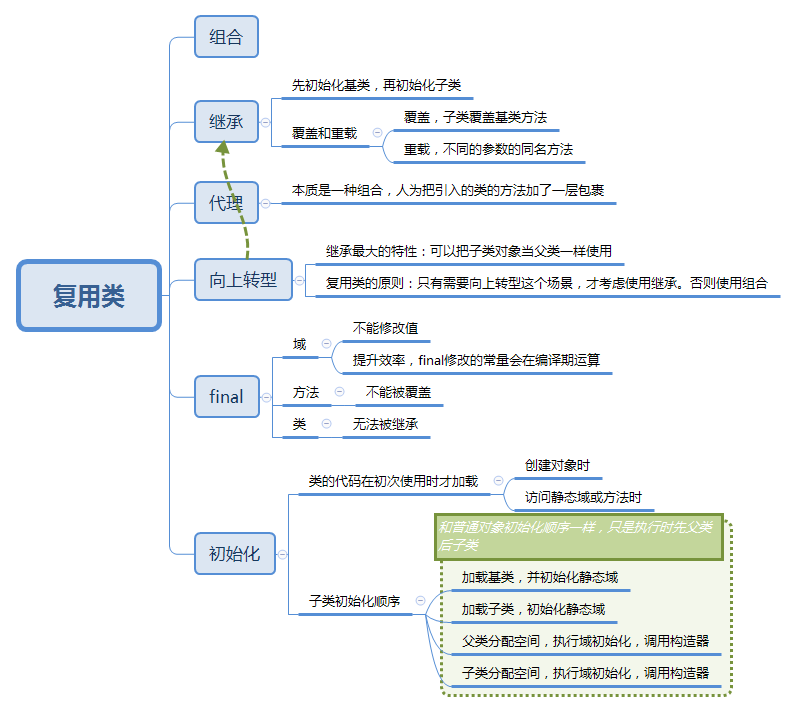 复用类
组合
继承
先初始化基类，再初始化子类
覆盖和重载
覆盖，子类覆盖基类方法
重载，不同的参数的同名方法
代理
本质是一种组合，人为把引入的类的方法加了一层包裹
向上转型
继承最大的特性：可以把子类对象当父类一样使用
复用类的原则：只有需要向上转型这个场景，才考虑使用继承。否则使用组合
final
域
不能修改值
提升效率，final修改的常量会在编译期运算
方法
不能被覆盖
类
无法被继承
初始化
类的代码在初次使用时才加载
创建对象时
访问静态域或方法时
子类初始化顺序
和普通对象初始化顺序一样，只是执行时先父类
后子类
加载基类，并初始化静态域
加载子类，初始化静态域
父类分配空间，执行域初始化，调用构造器
子类分配空间，执行域初始化，调用构造器